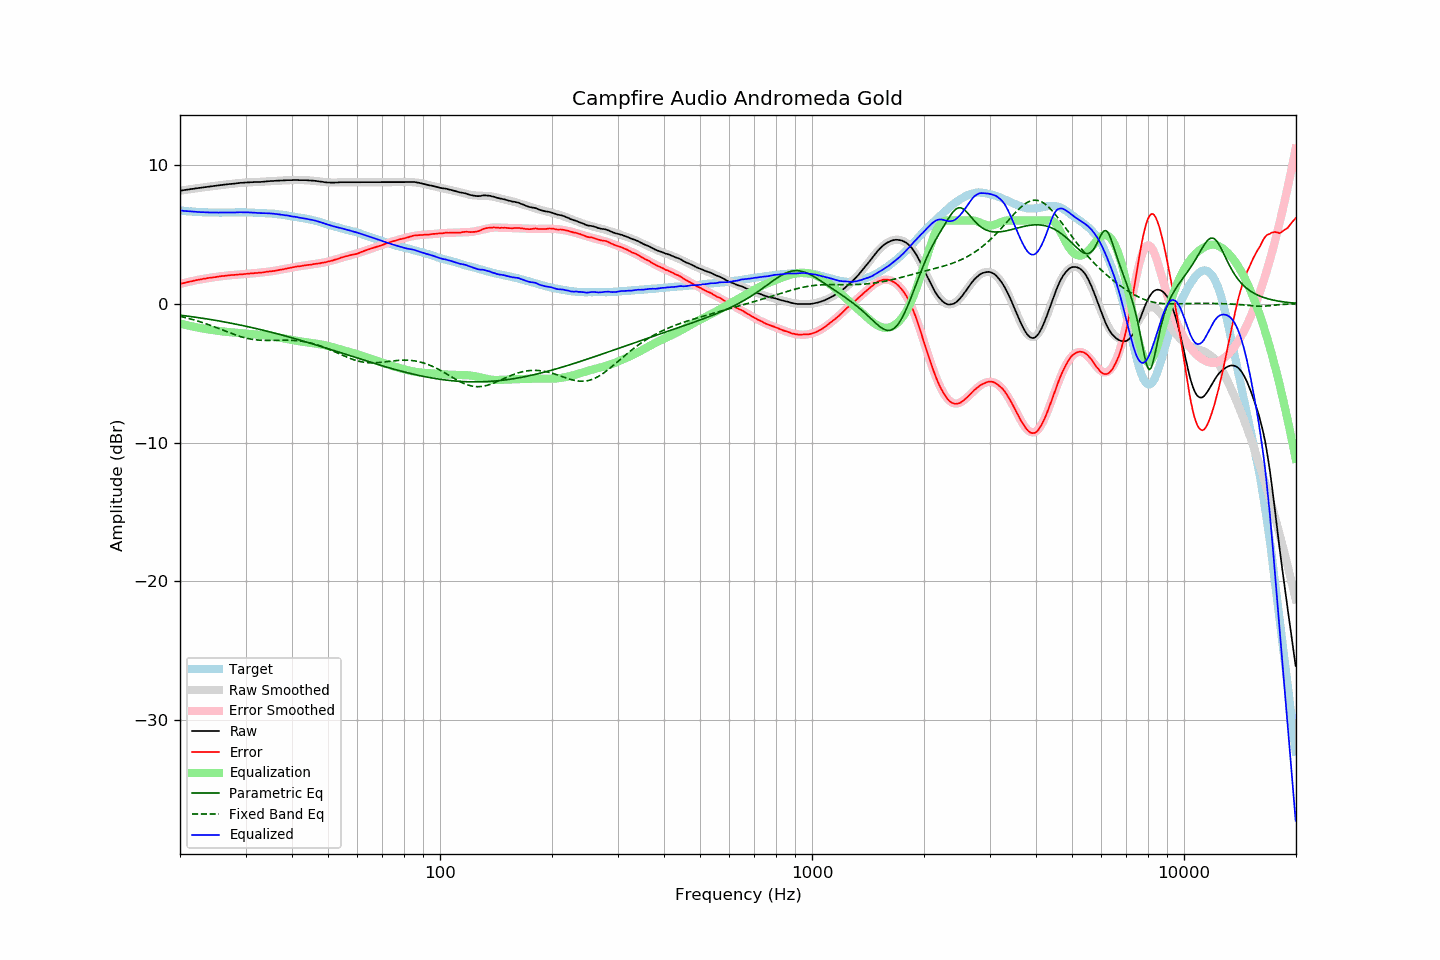 Campfire Audio Andromeda Gold
10
0
−10
−20
−30
Amplitude (dBr)
Target
Raw Smoothed
Error Smoothed
Raw
Error
Equalization
Parametric Eq
Fixed Band Eq
Equalized
100
1000
10000
Frequency (Hz)